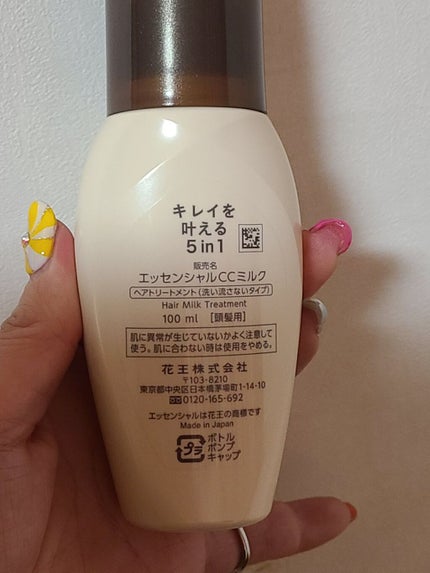 キレイを
叶える
5in1
販売名
エッセンシャルCCミルク
ヘアトリートメント(洗い流さないタイプ)
Hair Milk Treatment
100 ml [頭髪用]
肌に異常が生じていないかよく注意して
使う。肌に合わない時は使用をやめる。
花王株式会社
〒103-8210
東京都中央区日本橋茅場町1-14-10
0120-165-692
エッセンシャルは花王の商標です
Made in Japan
プラ
ボトル
ポンプ
キャップ